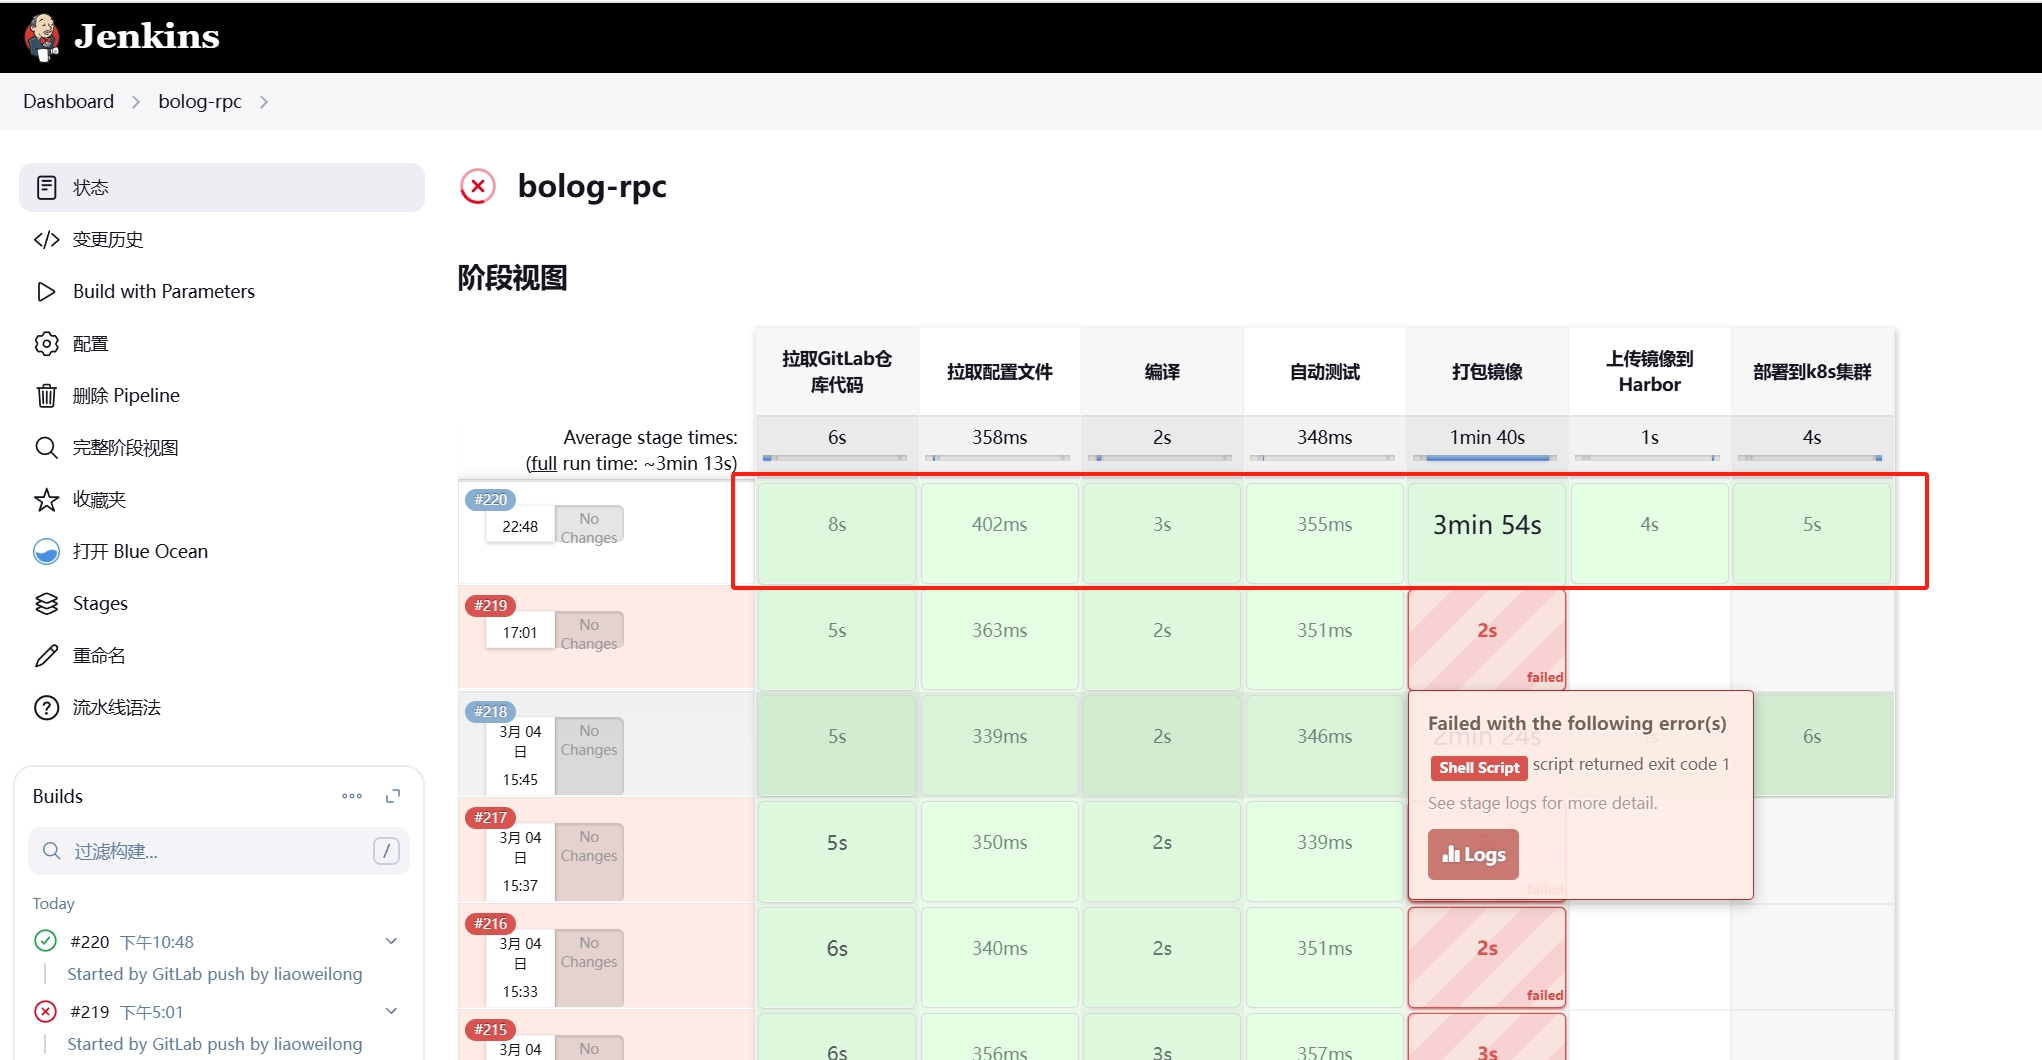 Jenkins
Dashboard
bolog-rpc
状态
变更历史
Build with Parameters
配置
删除 Pipeline
完整阶段视图
收藏夹
打开 Blue Ocean
Stages
重命名
流水线语法
Builds
过滤构建...
/
Today
#220 下午10:48
Started by GitLab push by liaoweilong
#219 下午5:01
Started by GitLab push by liaoweilong
bolog-rpc
阶段视图
拉取GitLab仓
库代码
拉取配置文件
编译
自动测试
打包镜像
上传镜像到
Harbor
部署到k8s集群
Average stage times:
(full run time: ~3min 13s)
6s
358ms
2s
348ms
1min 40s
1s
4s
#220
22:48
No
Changes
8s
402ms
3s
355ms
3min 54s
4s
5s
#219
17:01
No
Changes
5s
363ms
2s
351ms
2s
failed
#218
3月 04
日
15:45
No
Changes
5s
339ms
2s
346ms
2min 24s
6s
Failed with the following error(s)
Shell Script script returned exit code 1
See stage logs for more detail.
Logs
#217
3月 04
日
15:37
No
Changes
5s
350ms
2s
339ms
failed
#216
3月 04
日
15:33
No
Changes
6s
340ms
2s
351ms
2s
failed
#215
3月 04
No
6s
356ms
3s
357ms
3s